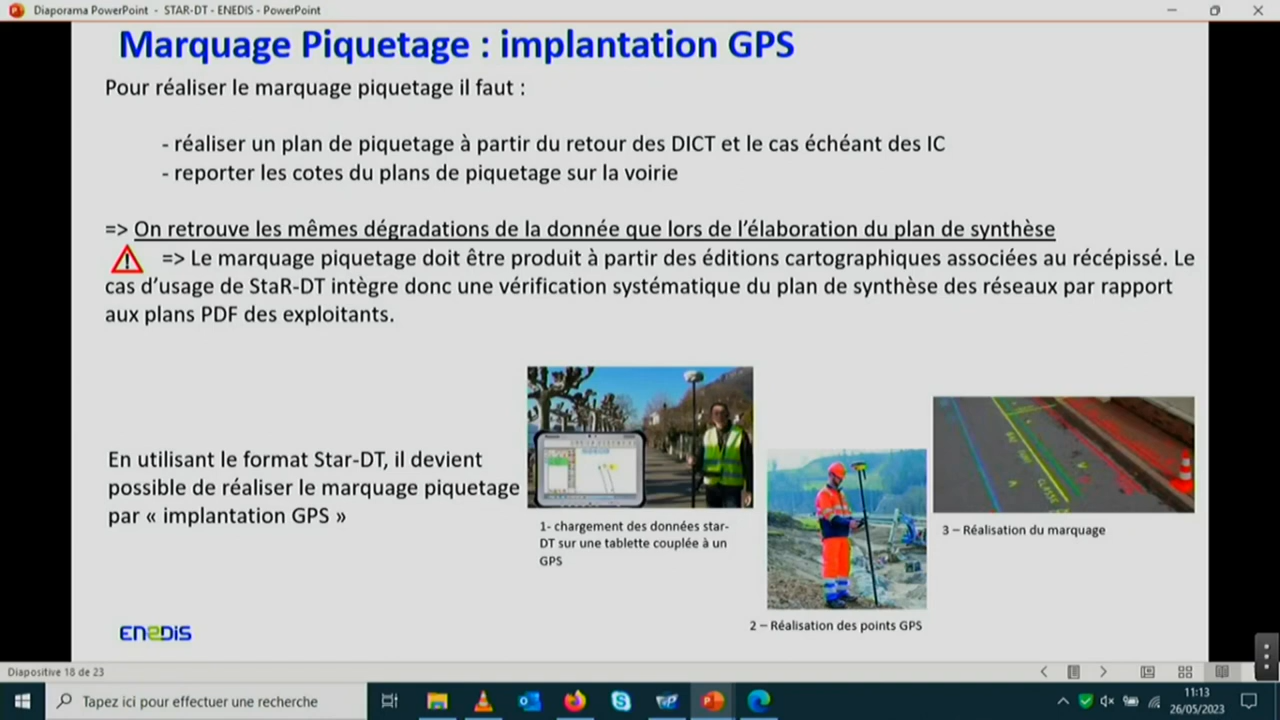 Diaporama PowerPoint - STAR-DT - ENEDIS - PowerPoint
Marquage Piquetage : implantation GPS
Pour réaliser le marquage piquetage il faut :
- réaliser un plan de piquetage à partir du retour des DICT et le cas échéant des IC
- reporter les cotes du plans de piquetage sur la voirie
=> On retrouve les mêmes dégradations de la donnée que lors de l'élaboration du plan de synthèse
=> Le marquage piquetage doit être produit à partir des éditions cartographiques associées au récépissé. Le
cas d'usage de StaR-DT intègre donc une vérification systématique du plan de synthèse des réseaux par rapport
aux plans PDF des exploitants.
En utilisant le format Star-DT, il devient
possible de réaliser le marquage piquetage
par « implantation GPS »
1- chargement des données star-
DT sur une tablette couplée à un
GPS
2 – Réalisation des points GPS
3 – Réalisation du marquage
CLASSE
ENEDIS
Diapositive 18 de 23
Tapez ici pour effectuer une recherche
11:13
26/05/2023